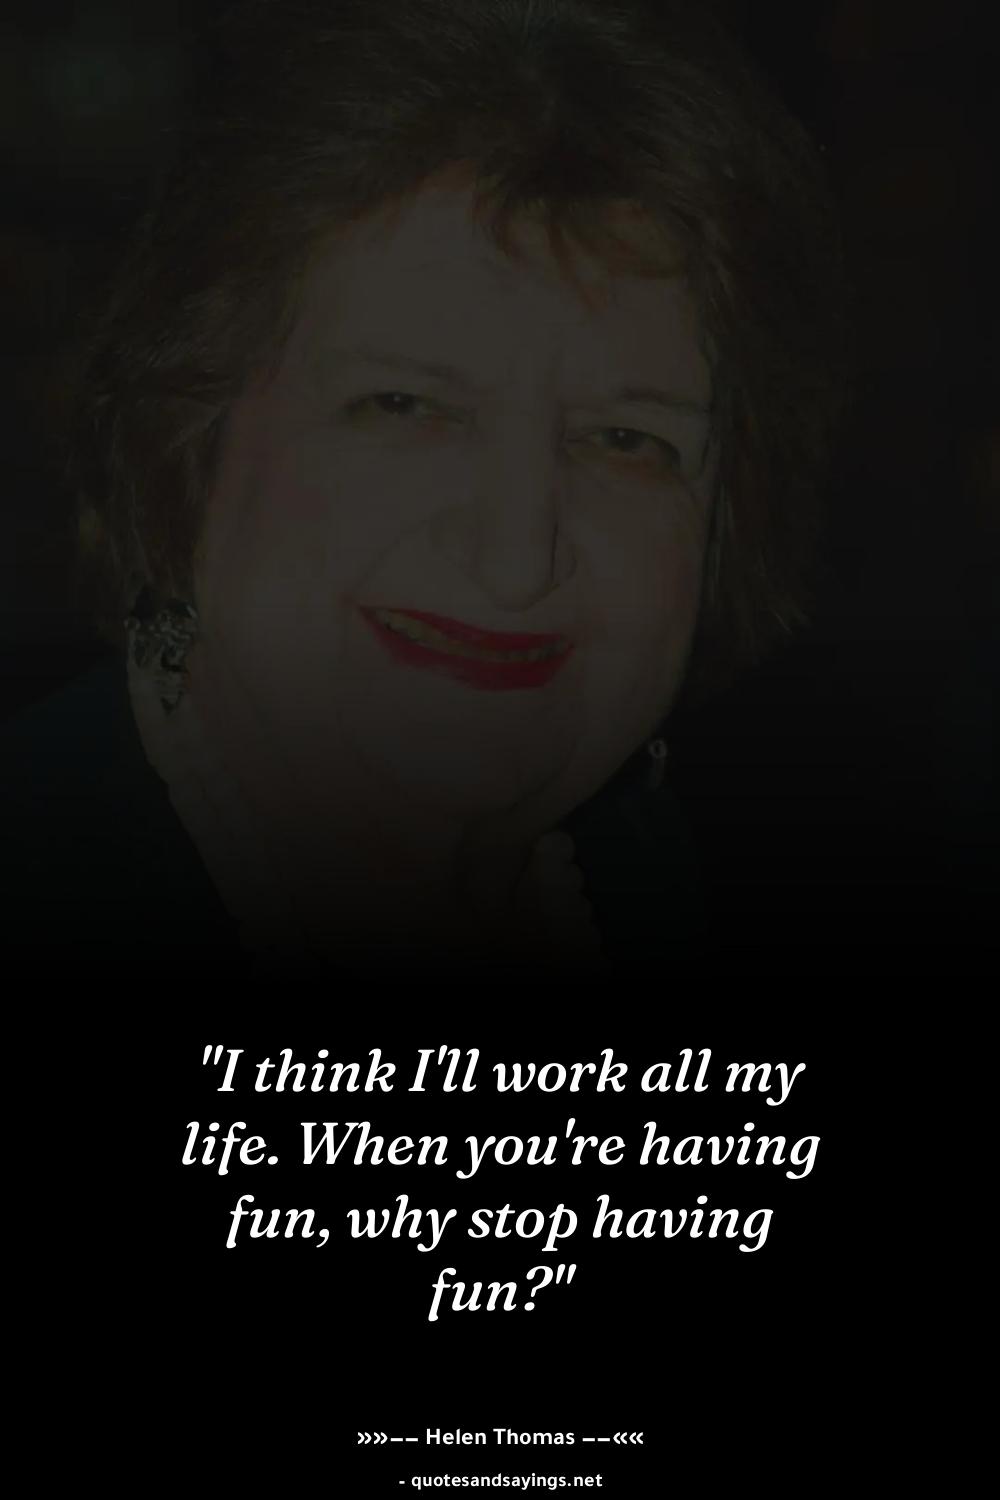 "I think I'll work all my
life. When you're having
fun, why stop having
fun?"
»»−− Helen Thomas −−««
- quotesandsayings.net